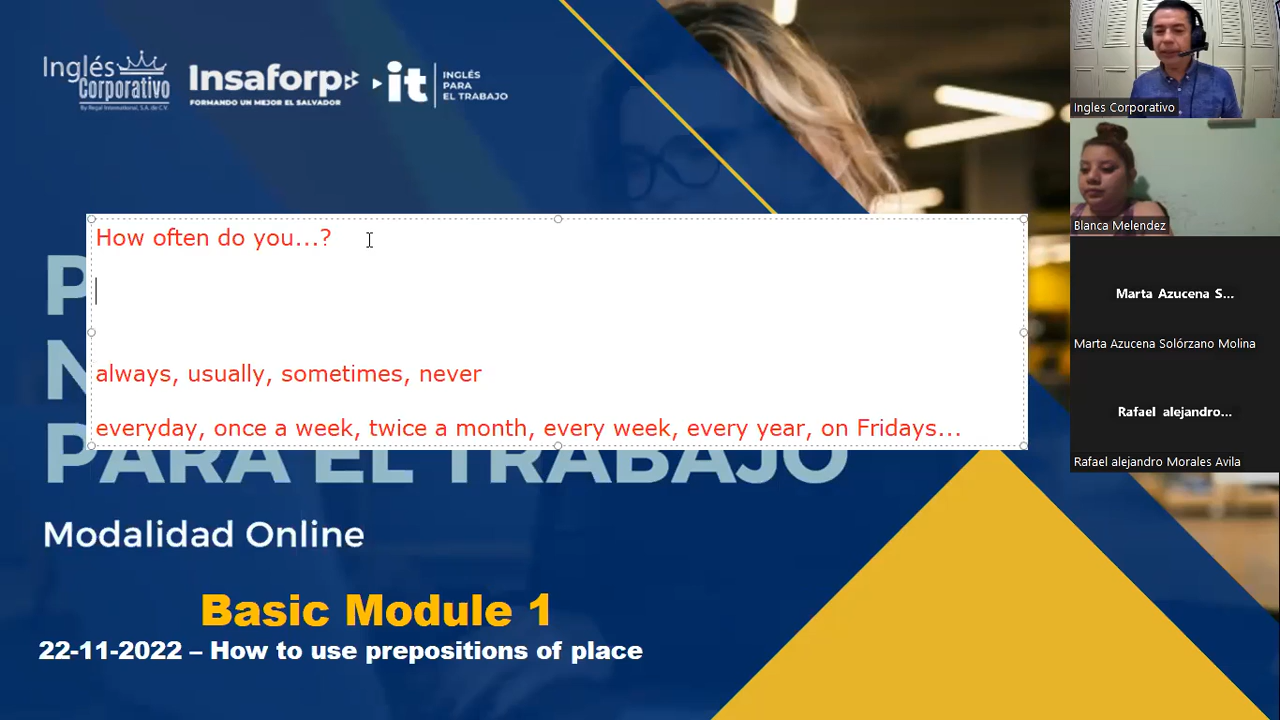 Inglés
Corporativo
By Regal International, S.A. de C.V.
Insaforp
FORMANDO UN MEJOR EL SALVADOR
it
INGLÉS
PARA
EL TRABAJO
How often do you...?
always, usually, sometimes, never
everyday, once a week, twice a month, every week, every year, on Fridays...
P
N
PARA EL TRABAJO
Modalidad Online
Basic Module 1
22-11-2022 – How to use prepositions of place
Ingles Corporativo
Blanca Melendez
Marta Azucena S...
Marta Azucena Solórzano Molina
Rafael alejandro...
Rafael alejandro Morales Avila